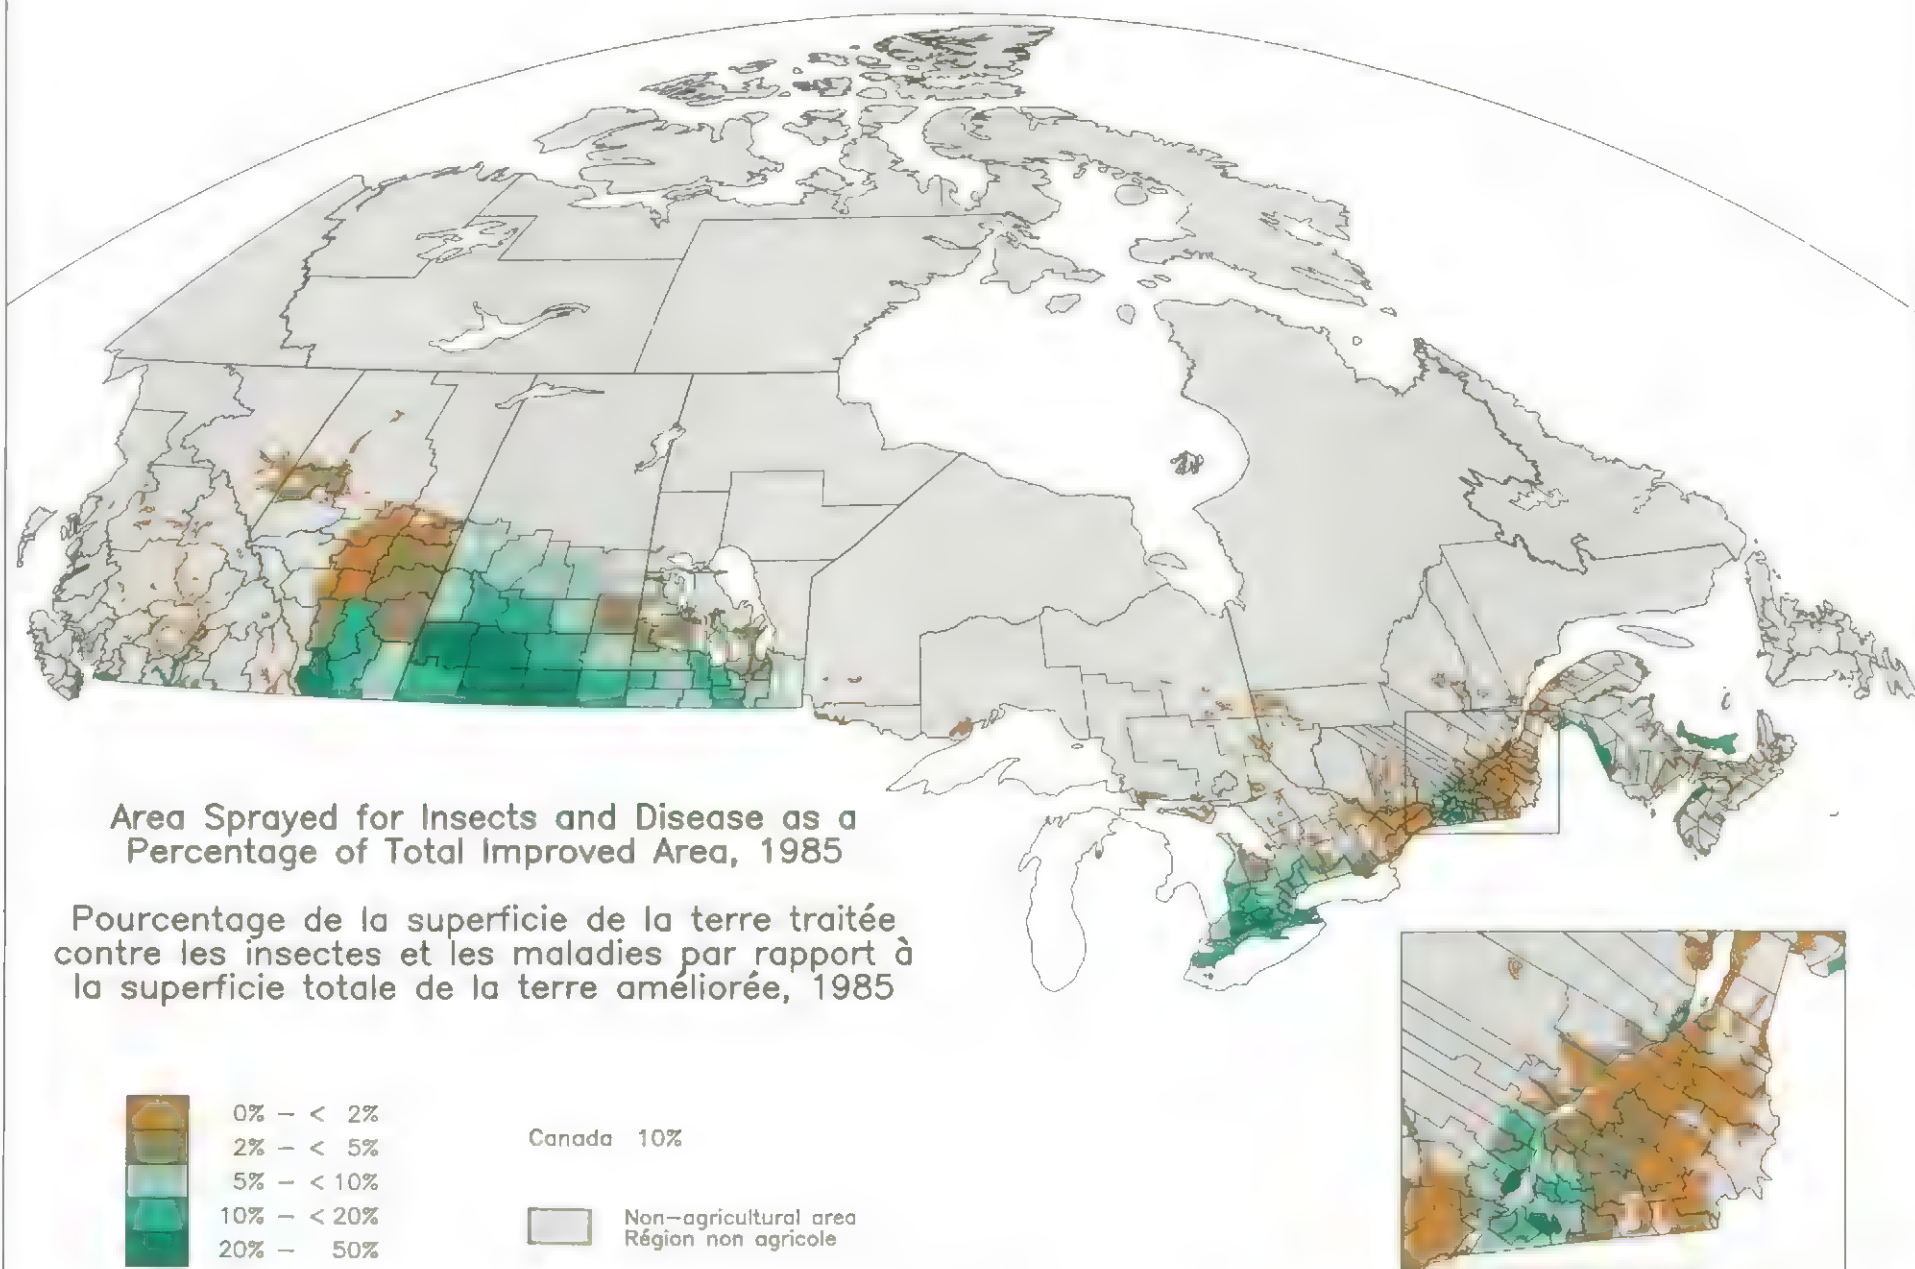 Area Sprayed for Insects and Disease as a
Percentage of Total Improved Area, 1985
Pourcentage de la superficie de la terre traitée
contre les insectes et les maladies par rapport à
la superficie totale de la terre améliorée, 1985
0% – < 2%
2% – < 5%
5% – < 10%
10% – < 20%
20% – 50%
Canada 10%
Non-agricultural area
Région non agricole